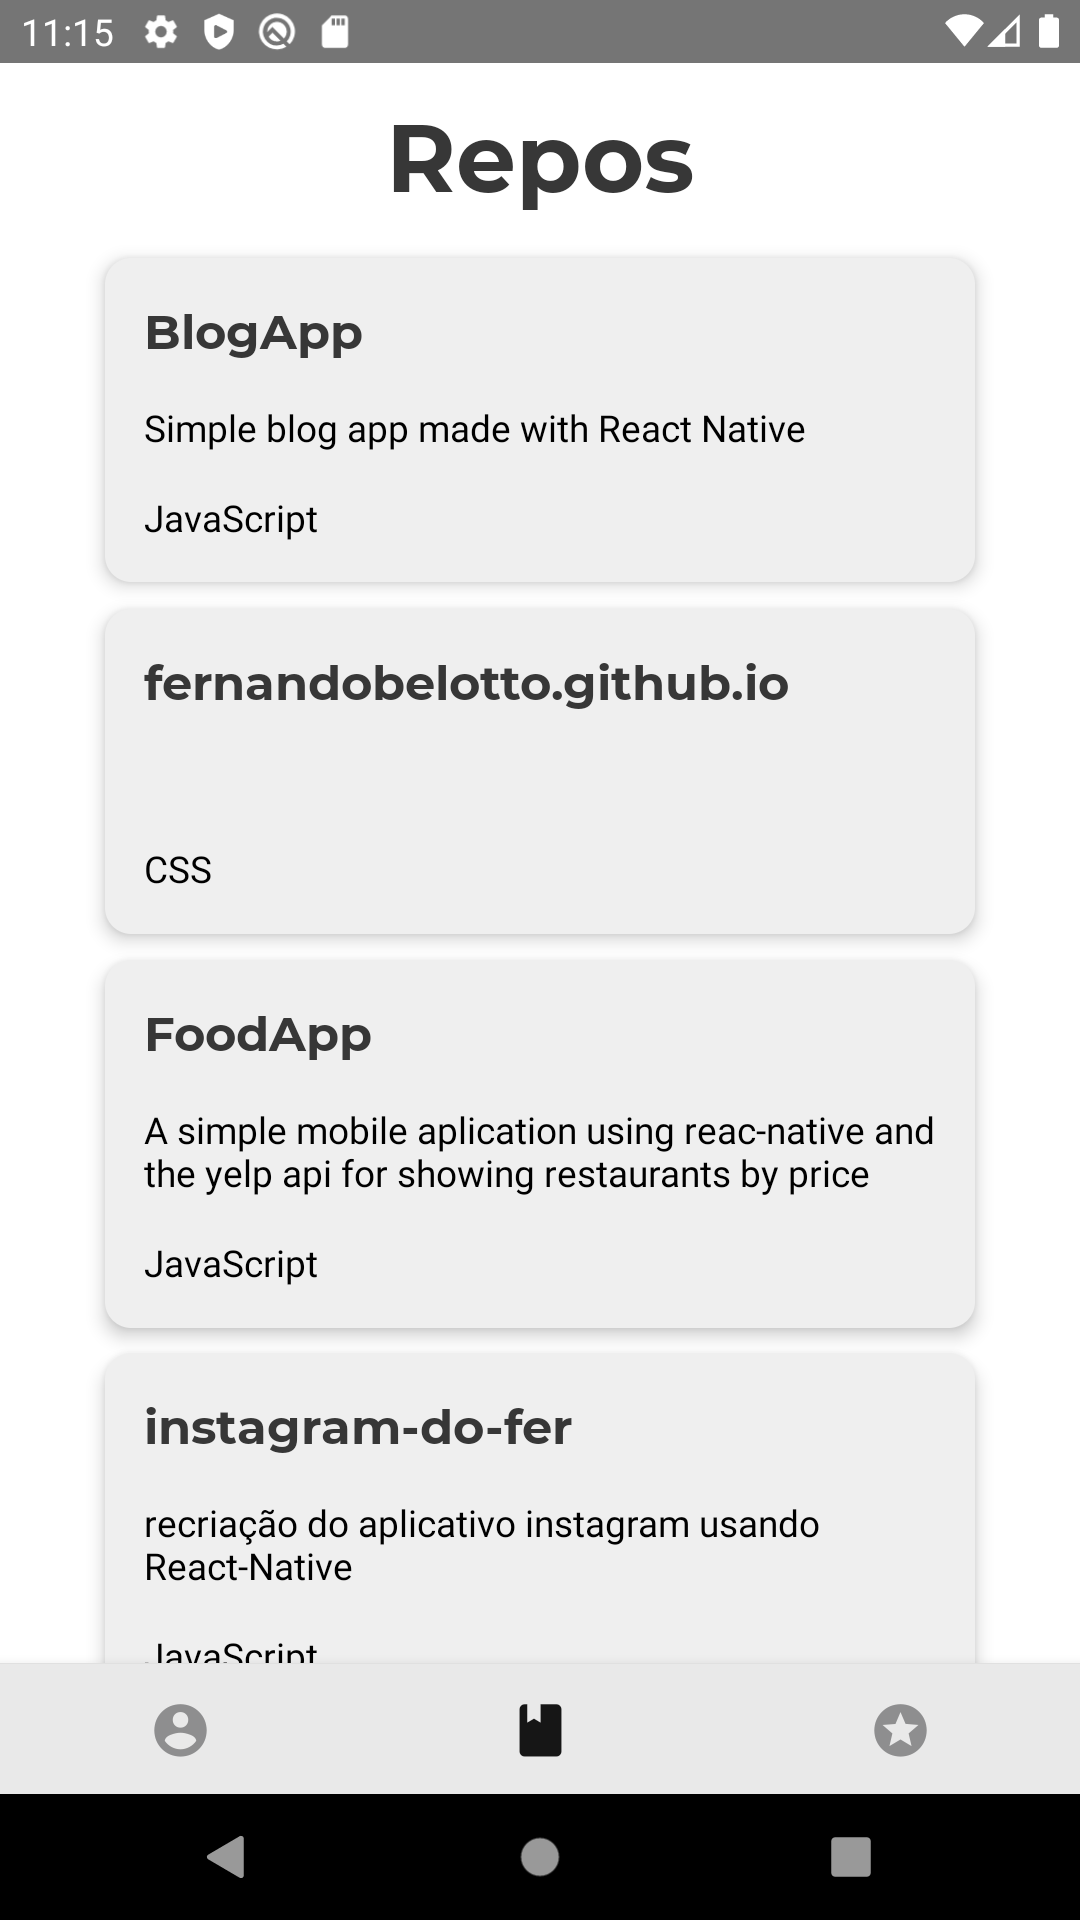 11:15
Repos
BlogApp
Simple blog app made with React Native
JavaScript
fernandobelotto.github.io
CSS
FoodApp
A simple mobile aplication using reac-native and
the yelp api for showing restaurants by price
JavaScript
instagram-do-fer
recriação do aplicativo instagram usando
React-Native
JavaScript